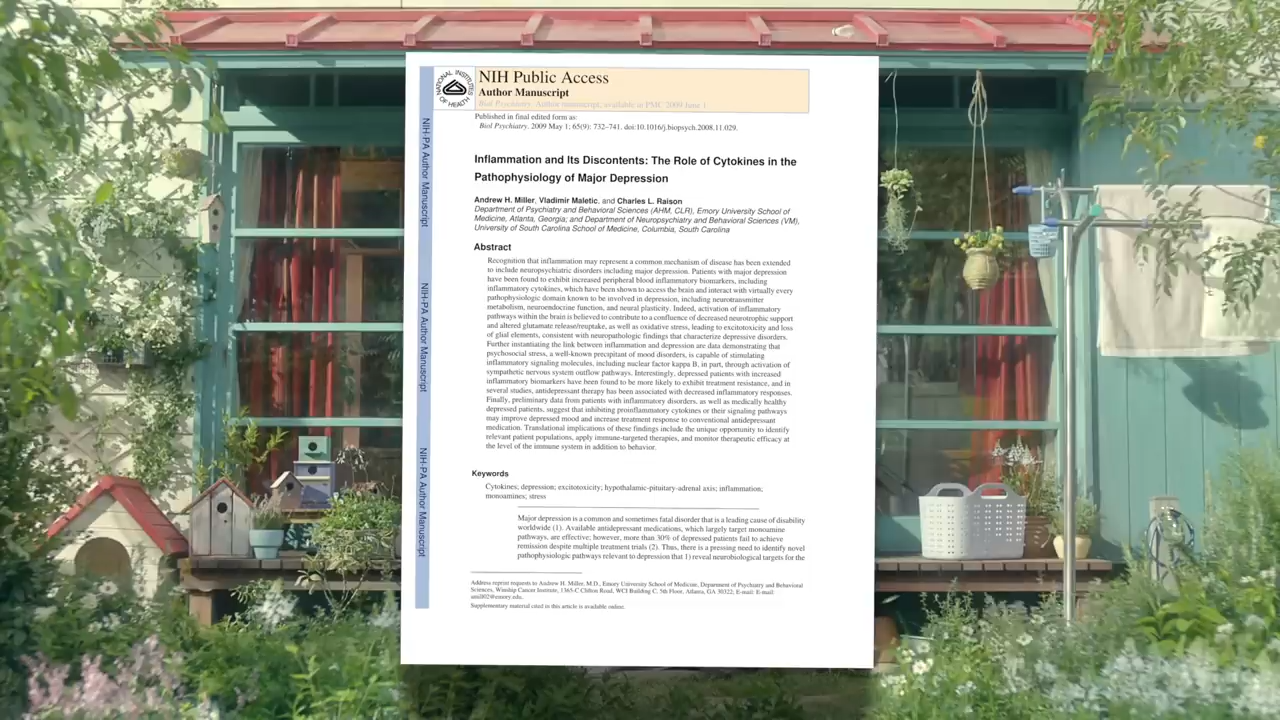 NATIONAL INSTITUTES OF HEALTH
NIH Public Access
Author Manuscript
Biol Psychiatry. Author manuscript; available in PMC 2009 June 1
Published in final edited form as:
Biol Psychiatry. 2009 May 1; 65(9): 732–741. doi:10.1016/j.biopsych.2008.11.029.
Inflammation and Its Discontents: The Role of Cytokines in the
Pathophysiology of Major Depression
Andrew H. Miller, Vladimir Maletic, and Charles L. Raison
Department of Psychiatry and Behavioral Sciences (AHM, CLR), Emory University School of
Medicine, Atlanta, Georgia; and Department of Neuropsychiatry and Behavioral Sciences (VM),
University of South Carolina School of Medicine, Columbia, South Carolina
Abstract
Recognition that inflammation may represent a common mechanism of disease has been extended
to include neuropsychiatric disorders including major depression. Patients with major depression
have been found to exhibit increased peripheral blood inflammatory biomarkers, including
inflammatory cytokines, which have been shown to access the brain and interact with virtually every
pathophysiologic domain known to be involved in depression, including neurotransmitter
metabolism, neuroendocrine function, and neural plasticity. Indeed, activation of inflammatory
pathways within the brain is believed to contribute to a confluence of decreased neurotrophic support
and altered glutamate release/reuptake, as well as oxidative stress, leading to excitotoxicity and loss
of glial elements, consistent with neuropathologic findings that characterize depressive disorders.
Further instantiating the link between inflammation and depression are data demonstrating that
psychosocial stress, a well-known precipitant of mood disorders, is capable of stimulating
inflammatory signaling molecules, including nuclear factor kappa B, in part, through activation of
sympathetic nervous system outflow pathways. Interestingly, depressed patients with increased
inflammatory biomarkers have been found to be more likely to exhibit treatment resistance, and in
several studies, antidepressant therapy has been associated with decreased inflammatory responses.
Finally, preliminary data from patients with inflammatory disorders, as well as medically healthy
depressed patients, suggest that inhibiting proinflammatory cytokines or their signaling pathways
may improve depressed mood and increase treatment response to conventional antidepressant
medication. Translational implications of these findings include the unique opportunity to identify
relevant patient populations, apply immune-targeted therapies, and monitor therapeutic efficacy at
the level of the immune system in addition to behavior.
Keywords
Cytokines; depression; excitotoxicity; hypothalamic-pituitary-adrenal axis; inflammation;
monoamines; stress
Major depression is a common and sometimes fatal disorder that is a leading cause of disability
worldwide (1). Available antidepressant medications, which largely target monoamine
pathways, are effective; however, more than 30% of depressed patients fail to achieve
remission despite multiple treatment trials (2). Thus, there is a pressing need to identify novel
pathophysiologic pathways relevant to depression that 1) reveal neurobiological targets for the
Address reprint requests to Andrew H. Miller, M.D., Emory University School of Medicine, Department of Psychiatry and Behavioral
Sciences, Winship Cancer Institute, 1365-C Clifton Road, WCI Building C, 5th Floor, Atlanta, GA 30322; E-mail: E-mail:
amill02@emory.edu.
Supplementary material cited in this article is available online.
NIH-PA Author Manuscript
NIH-PA Author Manuscript
NIH-PA Author Manuscript